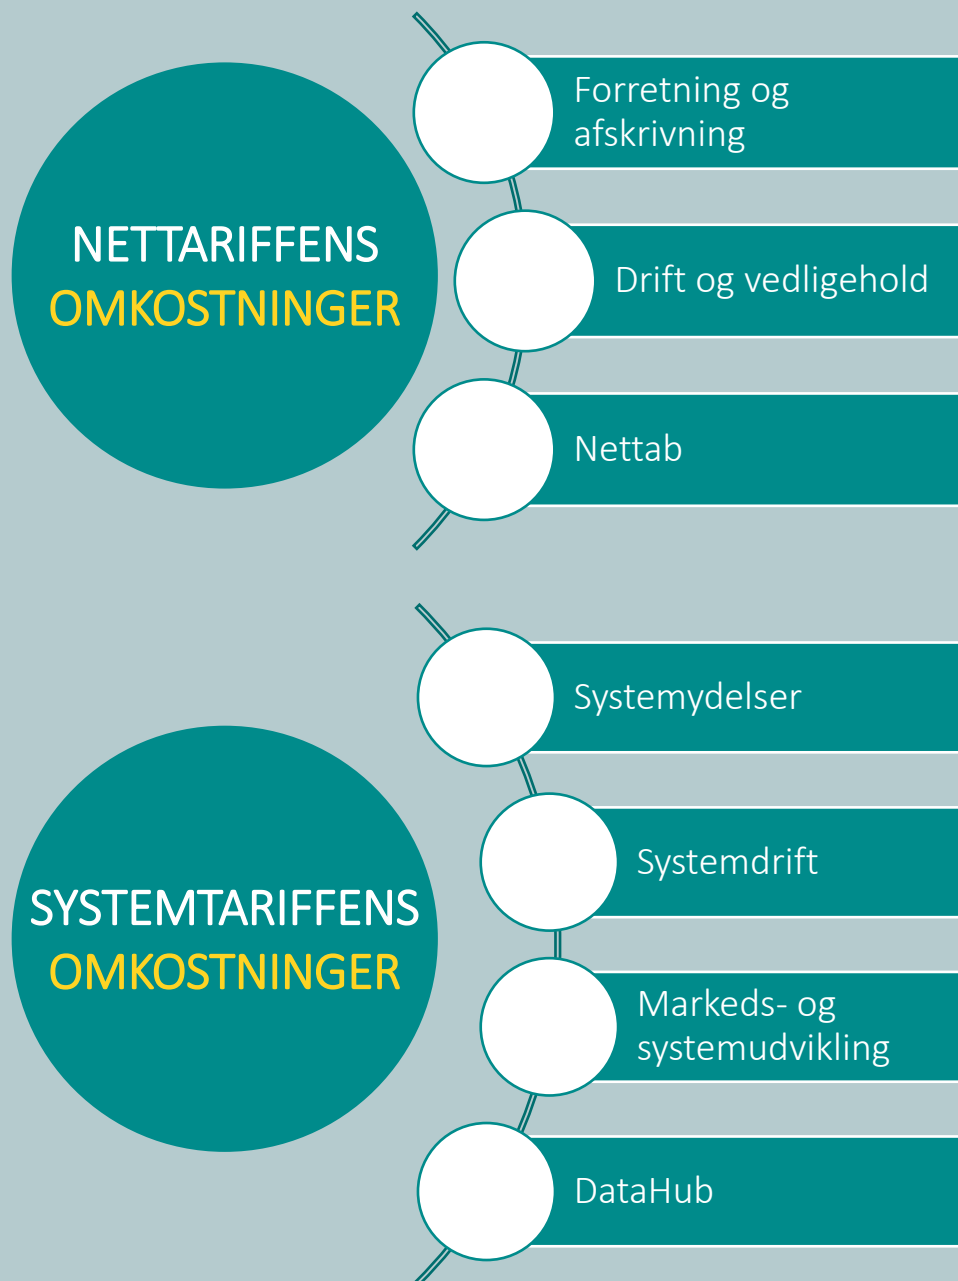 NETTARIFFENS
OMKOSTNINGER
Forretning og
afskrivning
Drift og vedligehold
Nettab
SYSTEMTARIFFENS
OMKOSTNINGER
Systemydelser
Systemdrift
Markeds- og
systemudvikling
DataHub